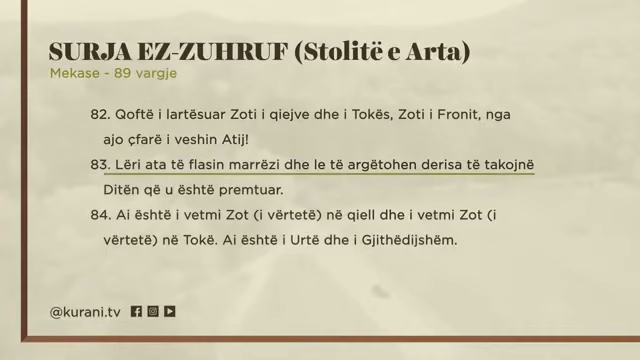 SURJA EZ-ZUHRUF (Stolitë e Arta)
Mekase - 89 vargje
82. Qoftë i lartësuar Zoti i qiejve dhe i Tokës, Zoti i Fronit, nga
ajo çfarë i veshin Atij!
83. Lëri ata të flasin marrëzi dhe le të argëtohen derisa të takojnë
Ditën që u është premtuar.
84. Ai është i vetmi Zot (i vërtetë) në qiell dhe i vetmi Zot (i
vërtetë) në Tokë. Ai është i Urtë dhe i Gjithëdijshëm.
@kurani.tv